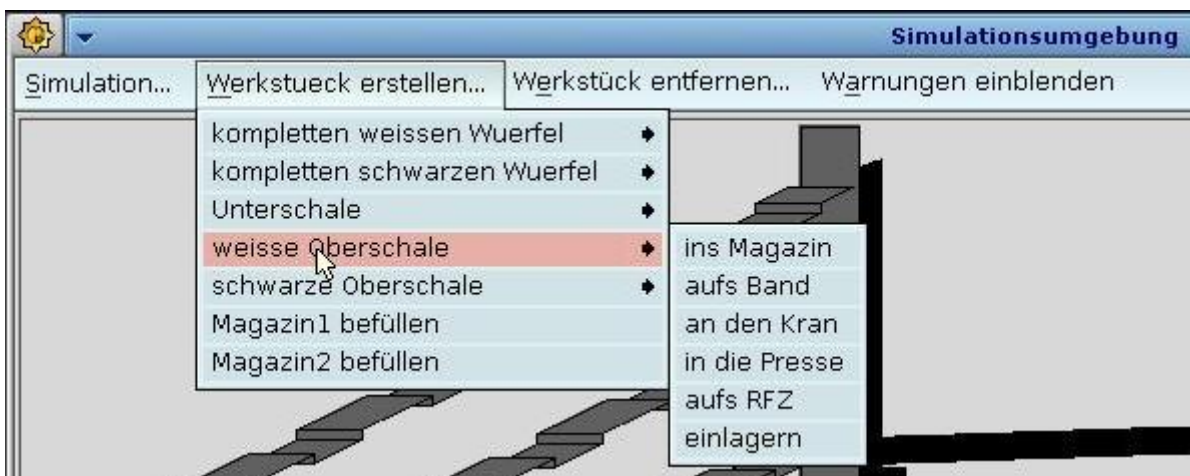 Simulationsumgebung
Simulation... Werkstueck erstellen... Werkstück entfernen... Warnungen einblenden
kompletten weissen Wuerfel
kompletten schwarzen Wuerfel
Unterschale
weisse Oberschale
schwarze Oberschale
Magazin1 befüllen
Magazin2 befüllen
ins Magazin
aufs Band
an den Kran
in die Presse
aufs RFZ
einlagern